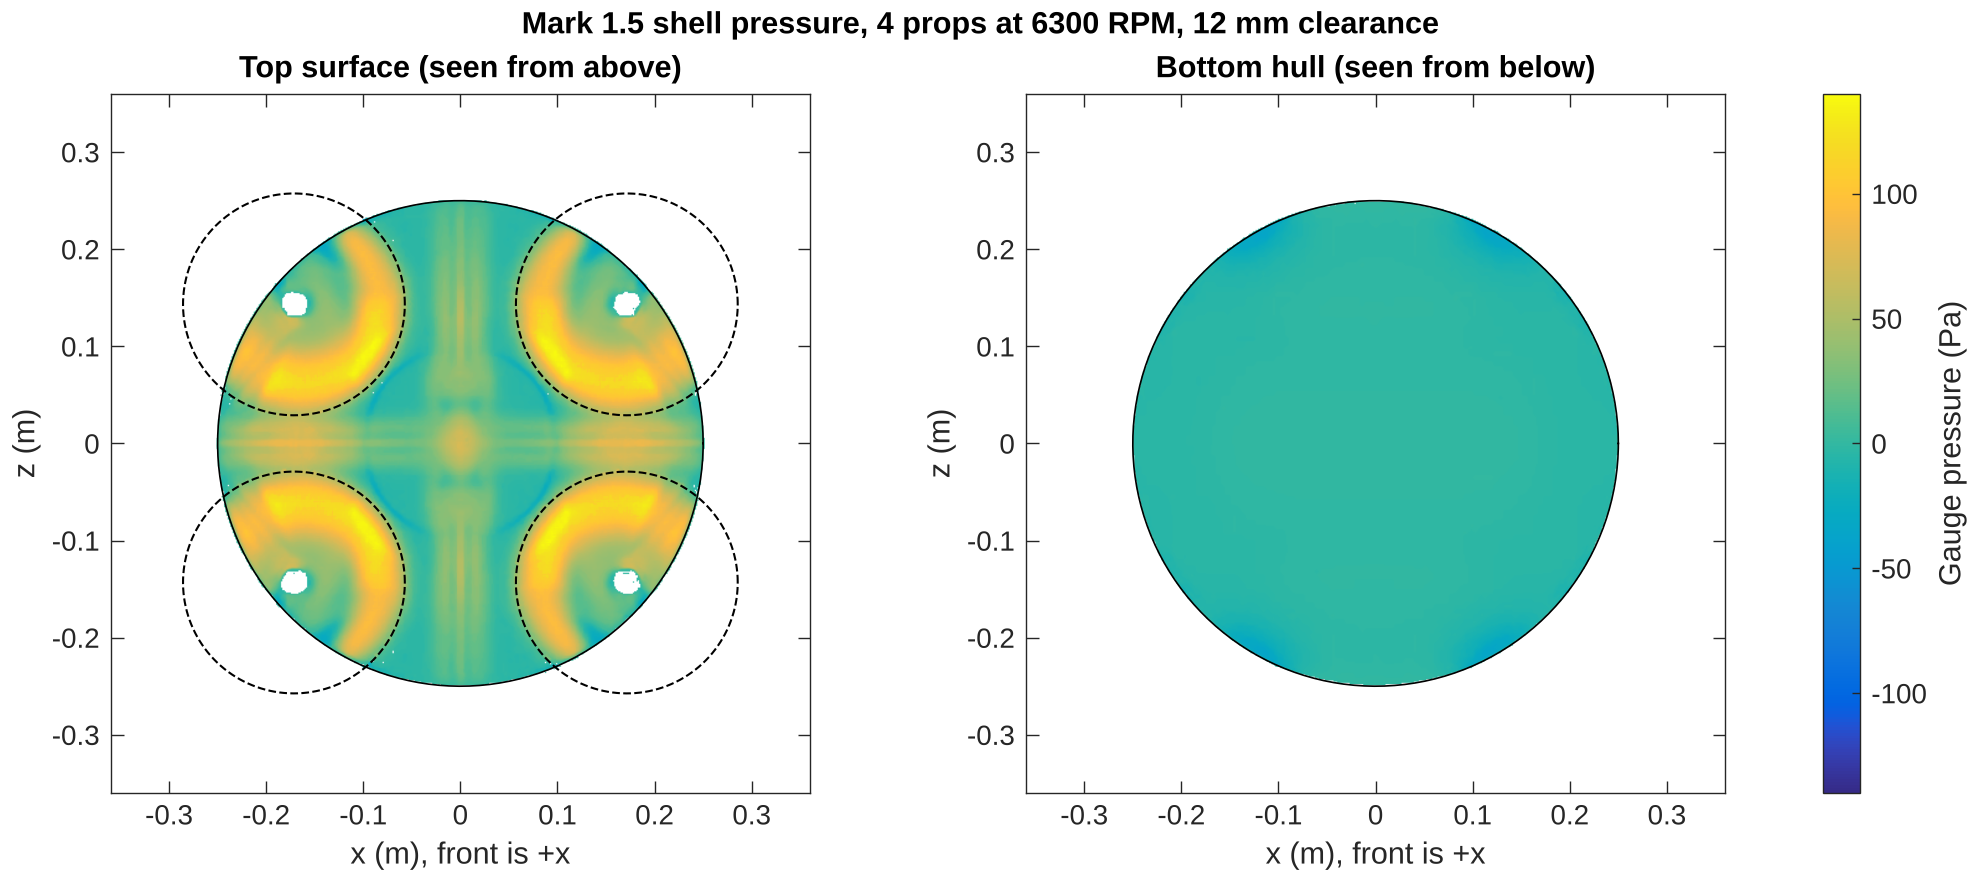 Mark 1.5 shell pressure, 4 props at 6300 RPM, 12 mm clearance
Top surface (seen from above)
0.3
0.2
0.1
0
-0.1
-0.2
-0.3
z (m)
-0.3 -0.2 -0.1 0 0.1 0.2 0.3
x (m), front is +x
Bottom hull (seen from below)
0.3
0.2
0.1
0
-0.1
-0.2
-0.3
z (m)
-0.3 -0.2 -0.1 0 0.1 0.2 0.3
x (m), front is +x
100
50
0
-50
-100
Gauge pressure (Pa)